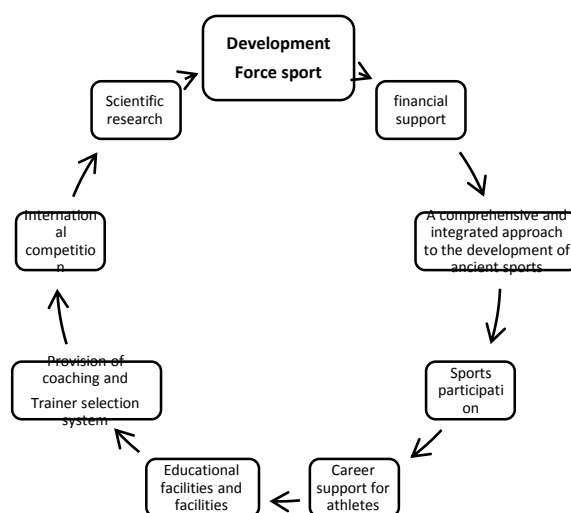 Development
Force sport
financial
support
A comprehensive and
integrated approach
to the development of
ancient sports
Sports
participati
on
Career
support for
athletes
Educational
facilities and
facilities
Provision of
coaching and
Trainer selection
system
Internation
al
competitio
n
Scientific
research